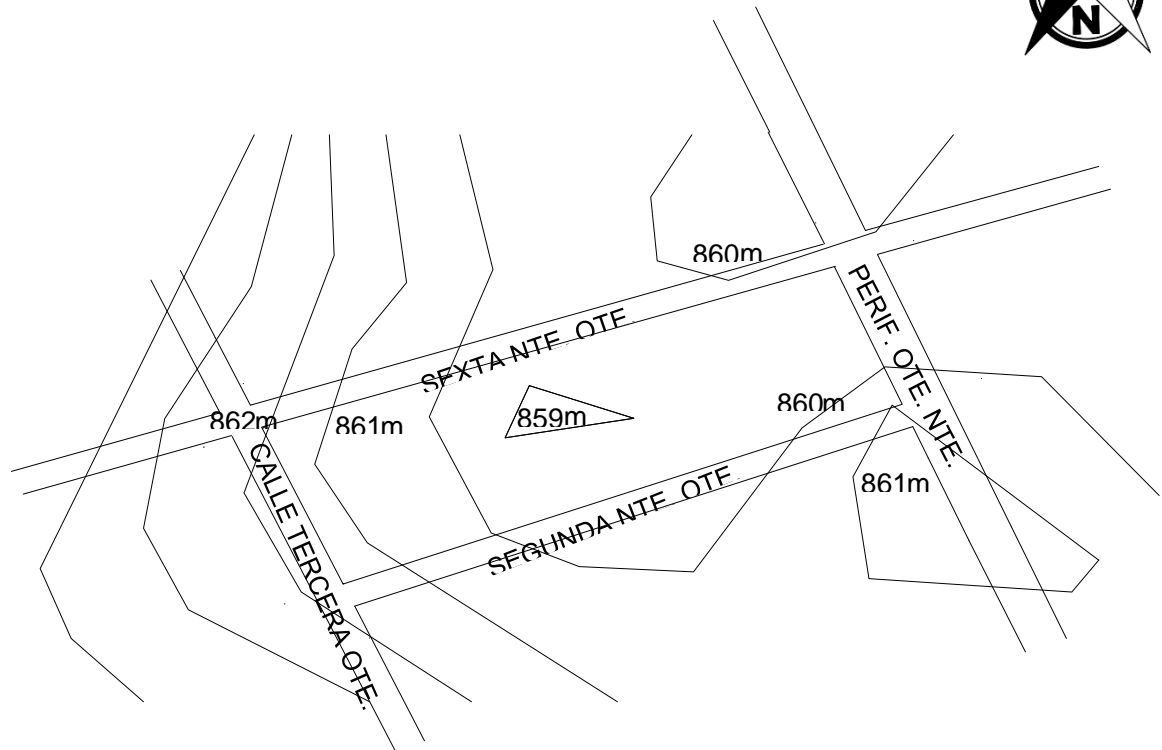 N
860m
SEXTA NTE. OTE.
862m
861m
859m
860m
PERIF. OTE. NTE.
861m
SEGUNDA NTE. OTE.
CALLE TERCERA OTE.